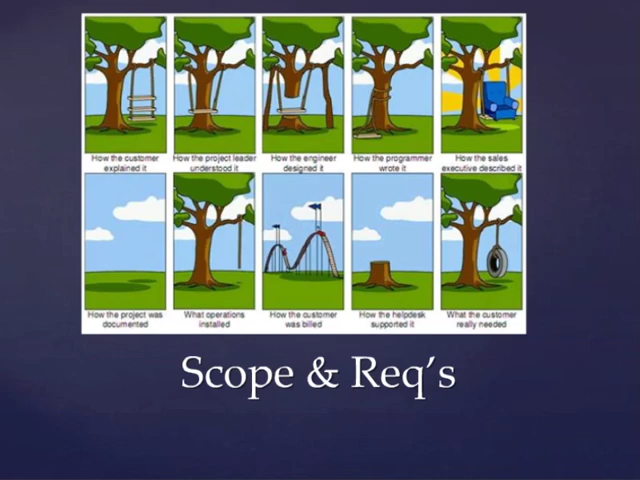 How the customer
explained it
How the project leader
understood it
How the engineer
designed it
How the programmer
wrote it
How the sales
executive described it
How the project was
documented
What operations
installed
How the customer
was billed
How the helpdesk
supported it
What the customer
really needed
Scope & Req’s